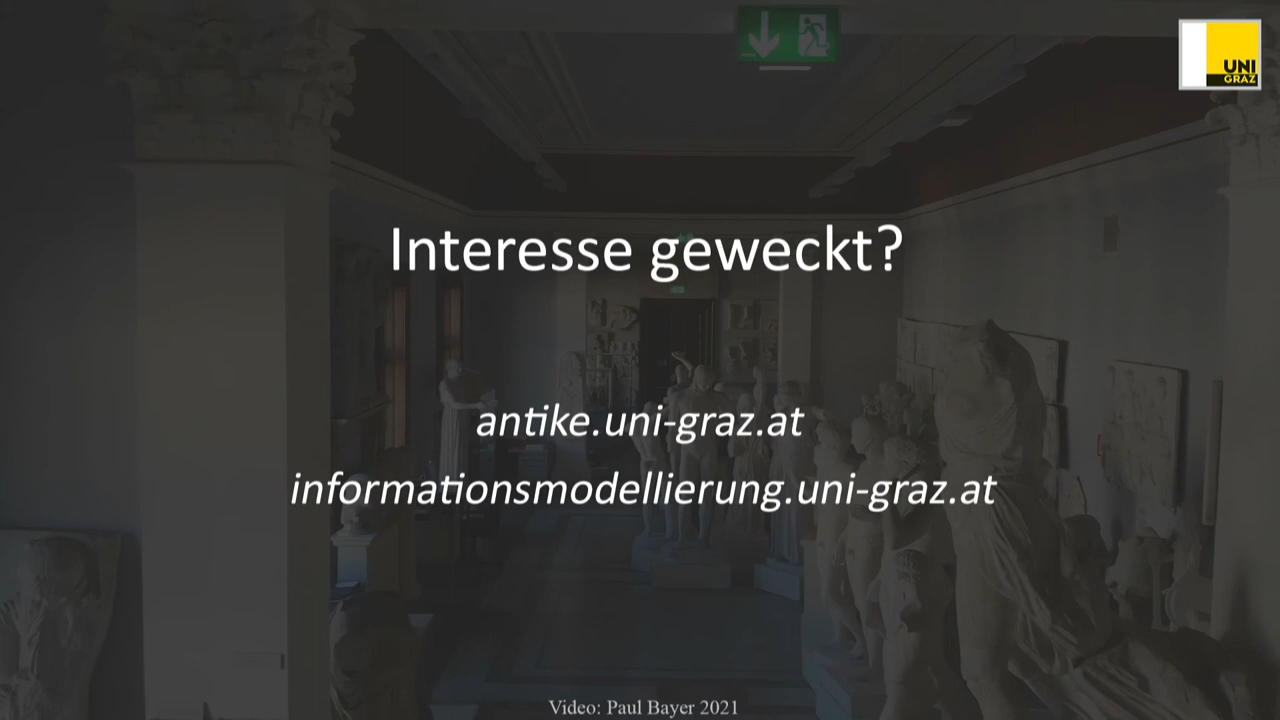 UNI
GRAZ
Interesse geweckt?
antike.uni-graz.at
informationsmodellierung.uni-graz.at
Video: Paul Bayer 2021